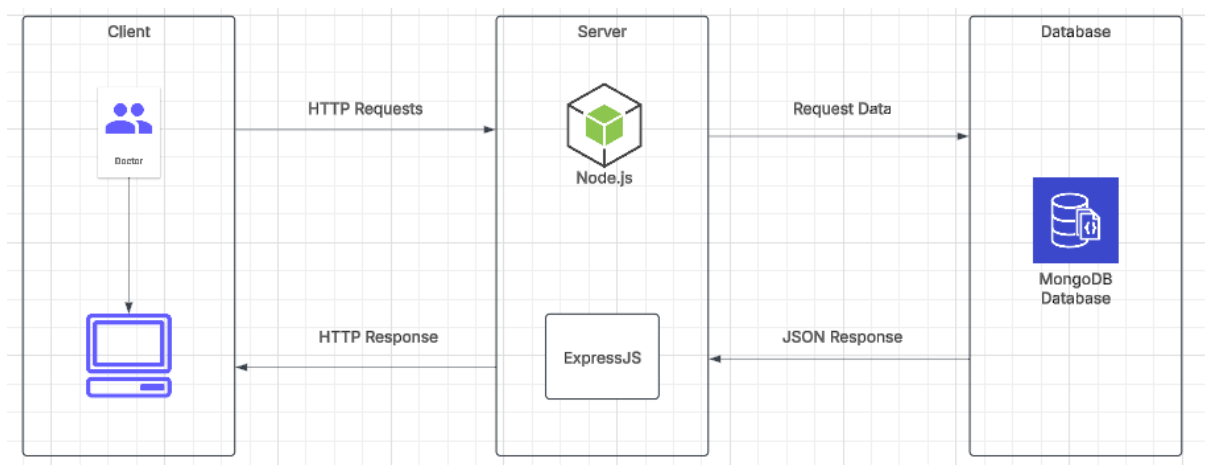 Client
Server
Database
Doctor
HTTP Requests
Request Data
Node.js
MongoDB
Database
HTTP Response
JSON Response
ExpressJS